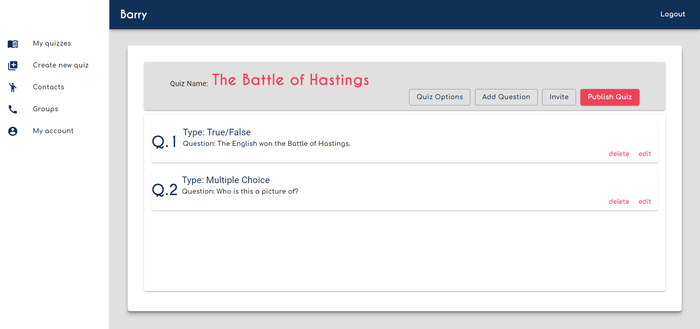 Barry
Logout
My quizzes
Create new quiz
Contacts
Groups
My account
Quiz Name: The Battle of Hastings
Quiz Options Add Question Invite Publish Quiz
Q.1
Type: True/False
Question: The English won the Battle of Hastings.
delete edit
Q.2
Type: Multiple Choice
Question: Who is this a picture of?
delete edit